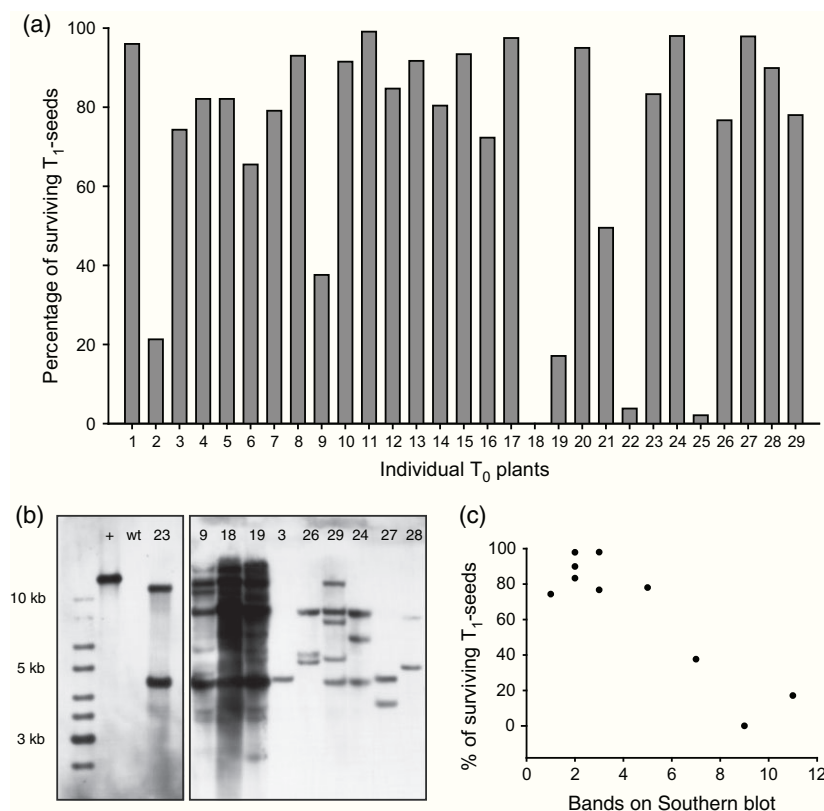 (a)
Percentage of surviving T₁-seeds
100
80
60
40
20
0
1 2 3 4 5 6 7 8 9 10 11 12 13 14 15 16 17 18 19 20 21 22 23 24 25 26 27 28 29
Individual T₀ plants
(b)
+ wt 23
9 18 19 3 26 29 24 27 28
10 kb
5 kb
3 kb
(c)
% of surviving T₁-seeds
100
80
60
40
20
0
0 2 4 6 8 10 12
Bands on Southern blot